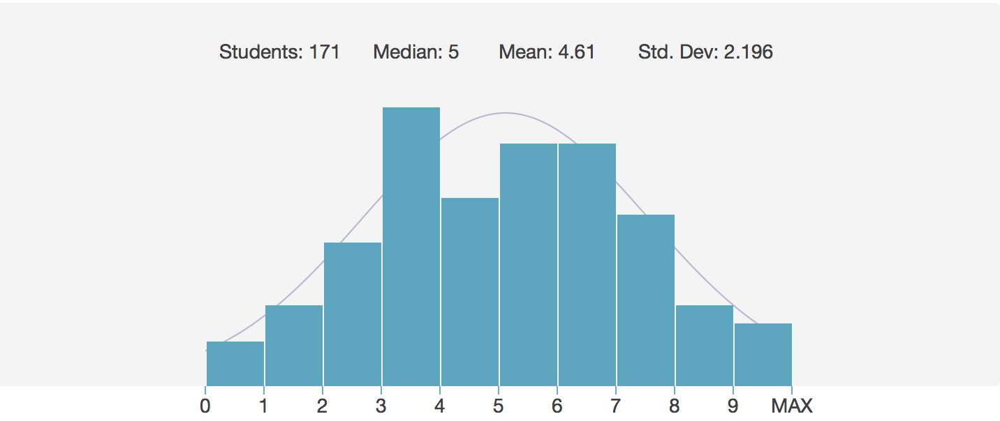 Students: 171 Median: 5 Mean: 4.61 Std. Dev: 2.196
0 1 2 3 4 5 6 7 8 9 MAX